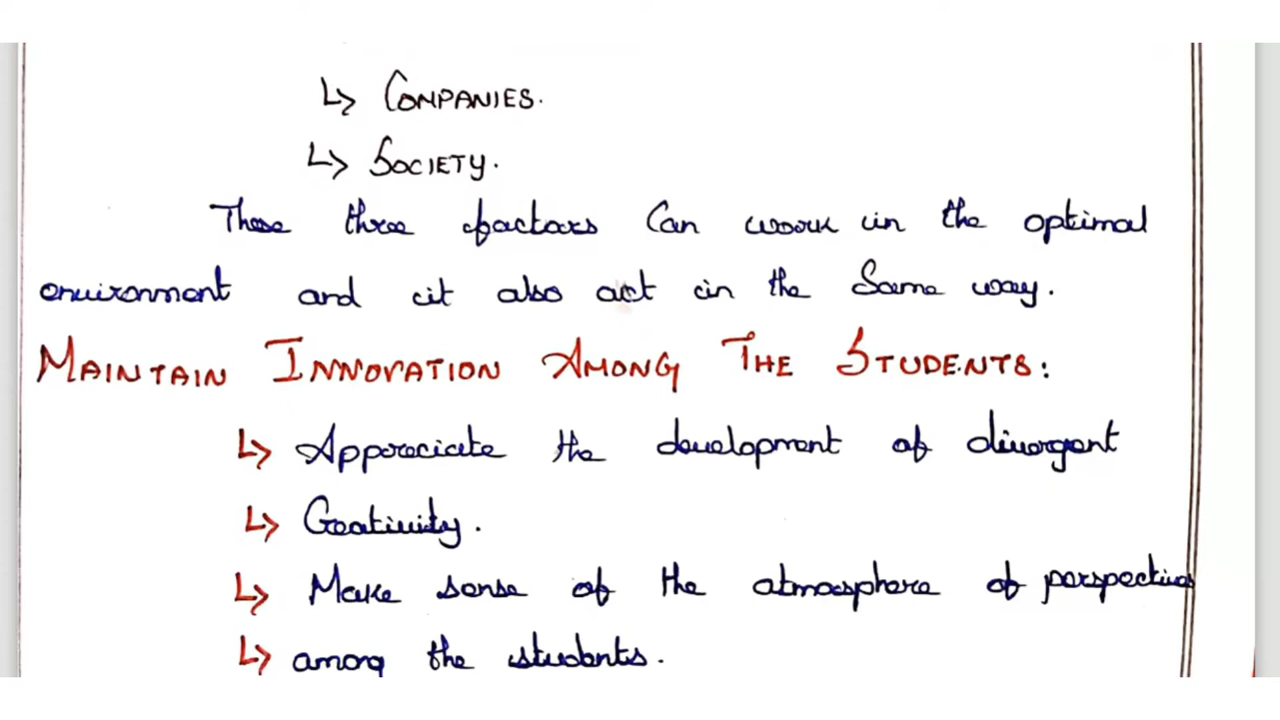 ↳ COMPANIES.
↳ SOCIETY.
These three factors Can work in the optimal
environment and it also act in the Same way.
MAINTAIN INNOVATION AMONG THE STUDENTS:
↳ Appreciate the development of divergent
↳ Creativity.
↳ Make sense of the atmosphere of perspectives
↳ among the students.